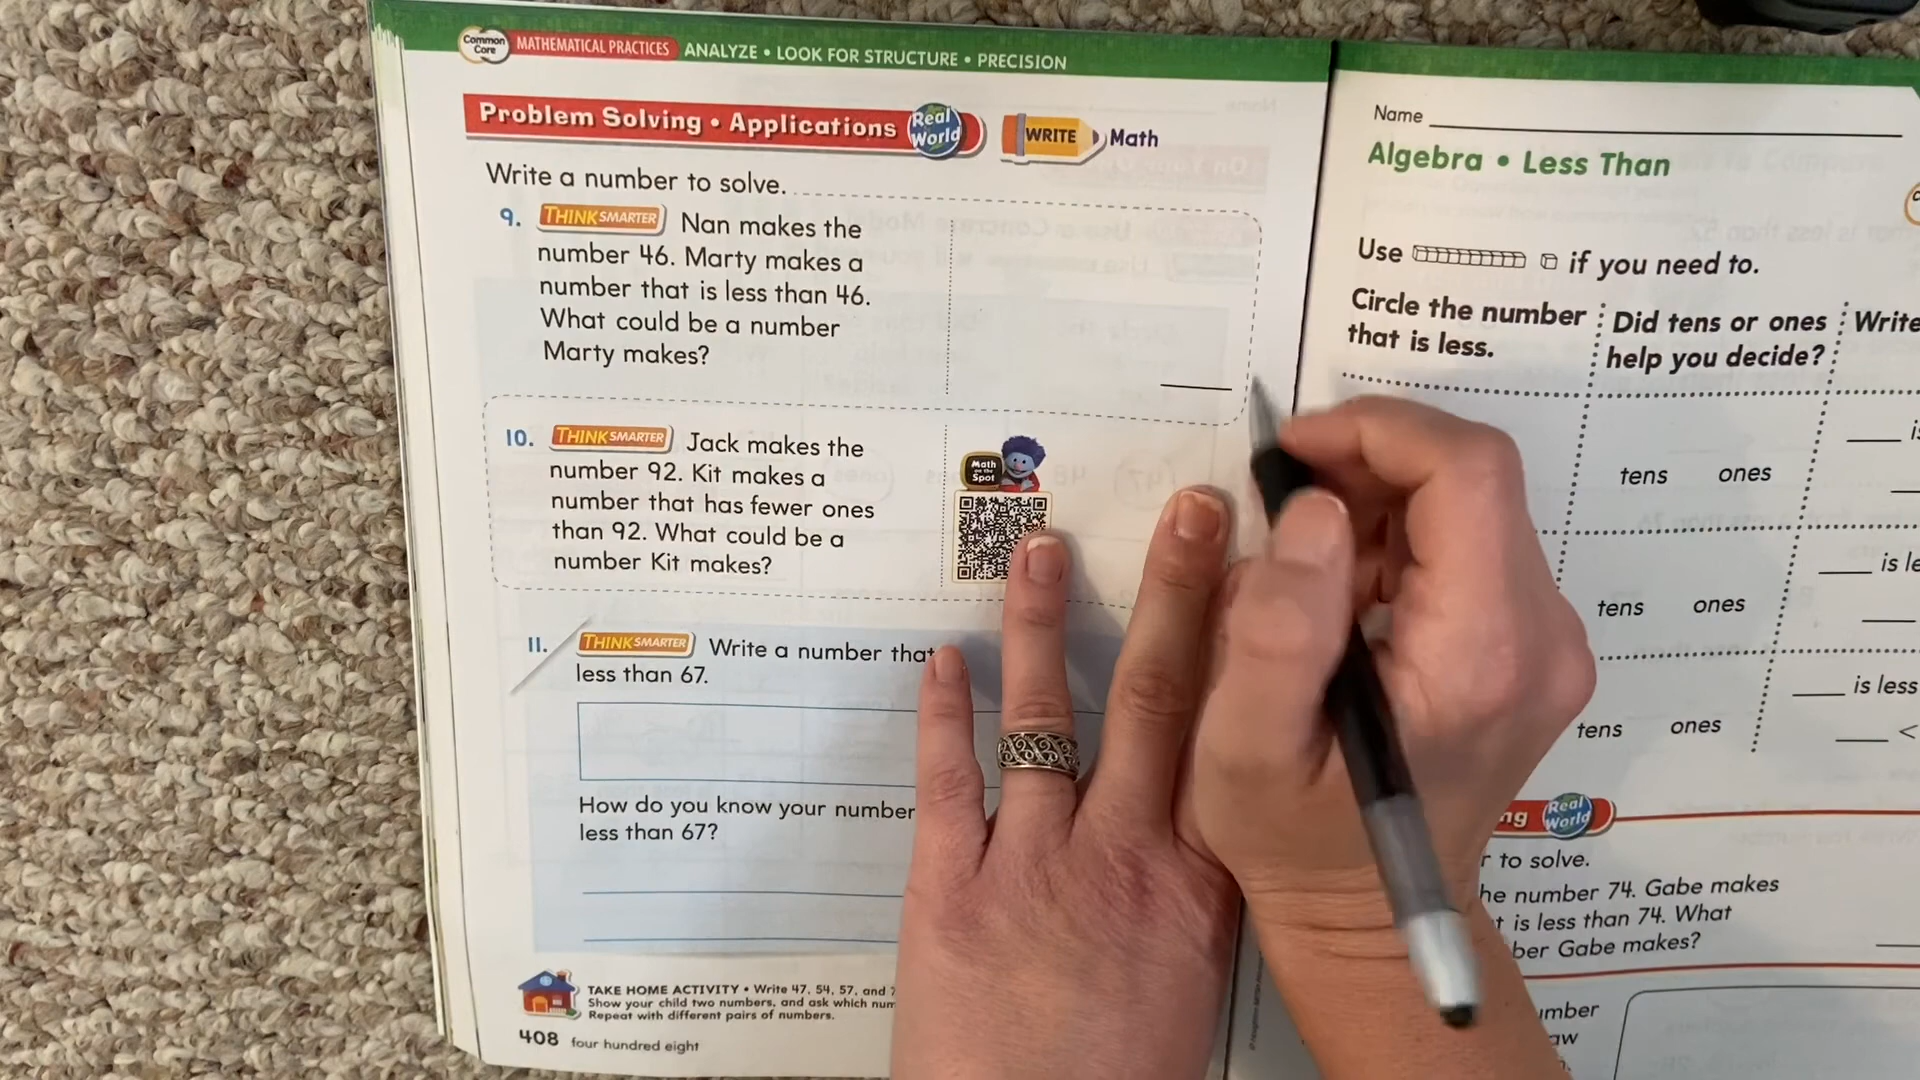 Common Core MATHEMATICAL PRACTICES ANALYZE • LOOK FOR STRUCTURE • PRECISION
Problem Solving • Applications Real World WRITE Math
Write a number to solve.
9. THINKSMARTER Nan makes the
number 46. Marty makes a
number that is less than 46.
What could be a number
Marty makes?
10. THINKSMARTER Jack makes the
number 92. Kit makes a
number that has fewer ones
than 92. What could be a
number Kit makes?
Math on the Spot
11. THINKSMARTER Write a number that
less than 67.
How do you know your number
less than 67?
TAKE HOME ACTIVITY • Write 47, 54, 57, and
Show your child two numbers, and ask which
Repeat with different pairs of numbers.
408 four hundred eight
Name
Algebra • Less Than
Use if you need to.
Circle the number
that is less.
Did tens or ones
help you decide?
Write
tens ones
tens ones
is
tens ones
is less
<
Real World
to solve.
number 74. Gabe makes
is less than 74. What
Gabe makes?